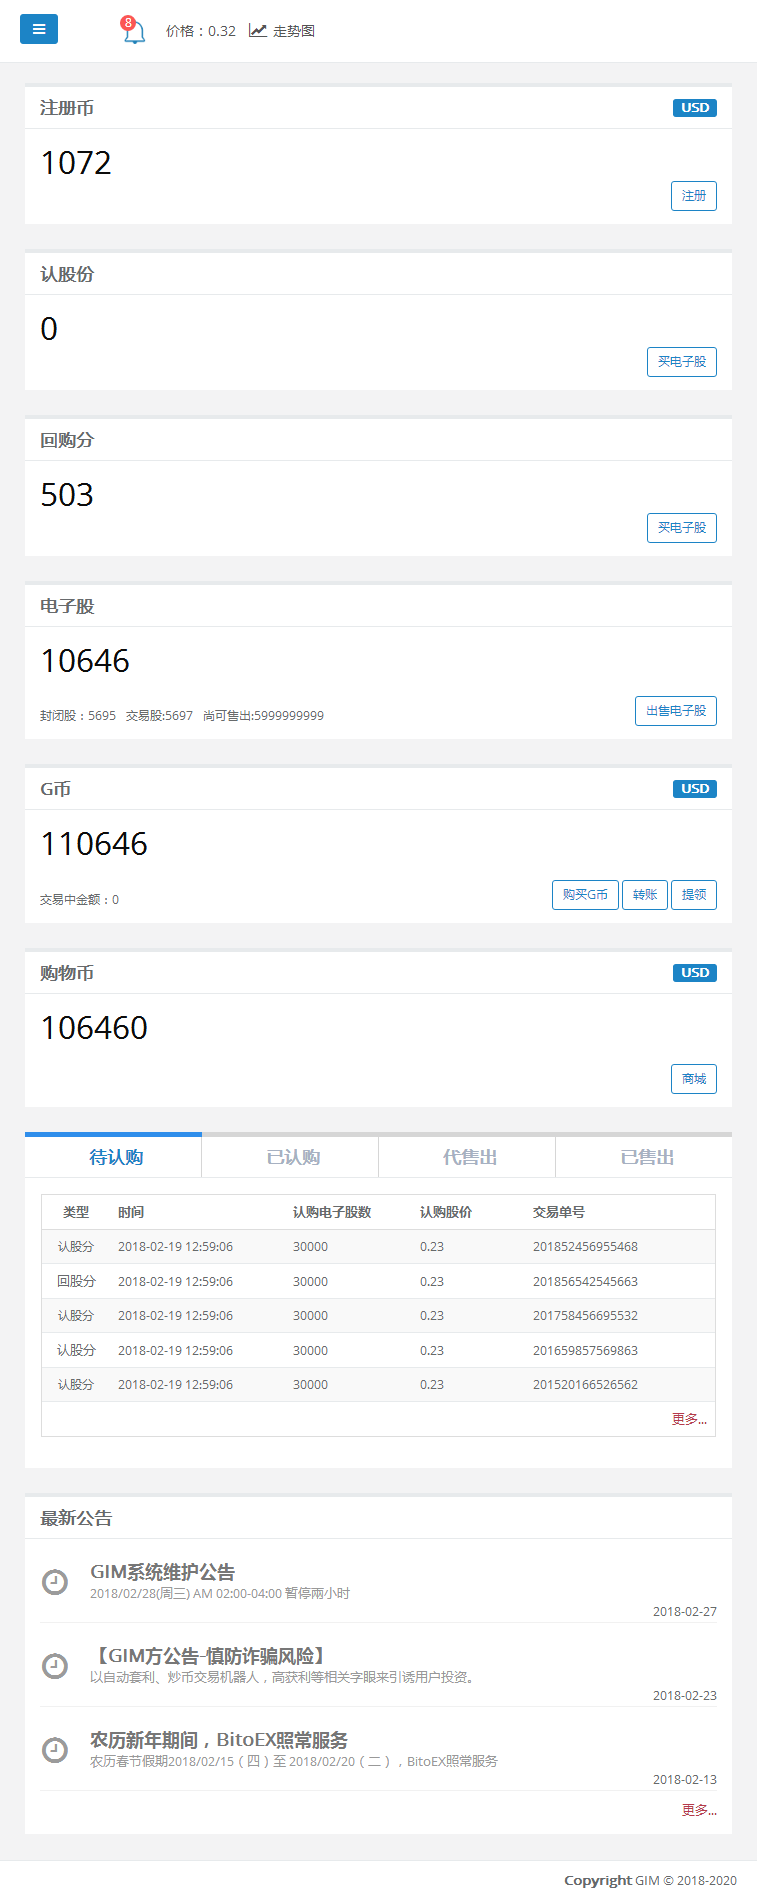 8 价格：0.32 走势图
注册币 USD
1072
注册
认股份
0
买电子股
回购分
503
买电子股
电子股
10646
封闭股：5695 交易股:5697 尚可售出:5999999999 出售电子股
G币 USD
110646
交易中金额：0 购买G币 转账 提领
购物币 USD
106460
商城
待认购 已认购 代售出 已售出
类型 时间 认购电子股数 认购股价 交易单号
认股分 2018-02-19 12:59:06 30000 0.23 201852456955468
回股分 2018-02-19 12:59:06 30000 0.23 201856542545663
认股分 2018-02-19 12:59:06 30000 0.23 201758456695532
认股分 2018-02-19 12:59:06 30000 0.23 201659857569863
认股分 2018-02-19 12:59:06 30000 0.23 201520166526562
更多...
最新公告
GIM系统维护公告
2018/02/28(周三) AM 02:00-04:00 暂停兩小时
2018-02-27
【GIM方公告-慎防诈骗风险】
以自动套利、炒币交易机器人，高获利等相关字眼来引诱用户投资。
2018-02-23
农历新年期间，BitoEX照常服务
农历春节假期2018/02/15（四）至 2018/02/20（二），BitoEX照常服务
2018-02-13
更多...
Copyright GIM © 2018-2020